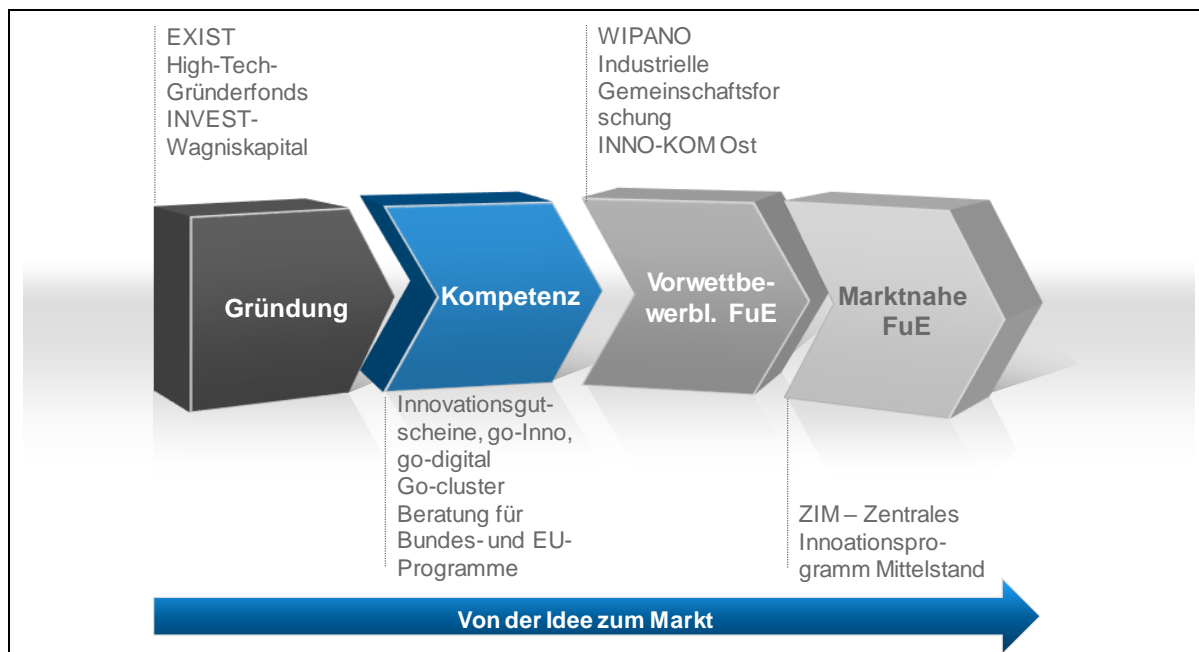 EXIST
High-Tech-
Gründerfonds
INVEST-
Wagniskapital
WIPANO
Industrielle
Gemeinschaftsfor
schung
INNO-KOM Ost
Gründung
Kompetenz
Vorwettbe-
werbl. FuE
Marktnahe
FuE
Innovationsgut-
scheine, go-Inno,
go-digital
Go-cluster
Beratung für
Bundes- und EU-
Programme
ZIM – Zentrales
Innoationspro-
gramm Mittelstand
Von der Idee zum Markt